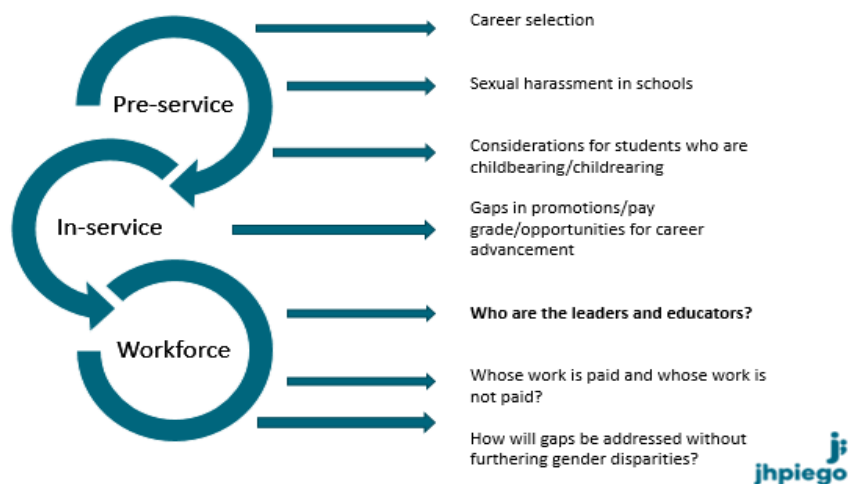 Career selection
Pre-service
Sexual harassment in schools
Considerations for students who are
childbearing/childrearing
In-service
Gaps in promotions/pay
grade/opportunities for career
advancement
Workforce
Who are the leaders and educators?
Whose work is paid and whose work is
not paid?
How will gaps be addressed without
furthering gender disparities?
jhpiego